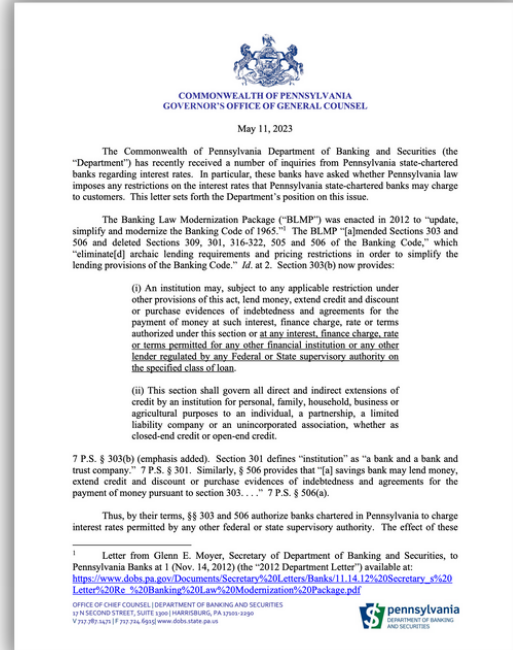 COMMONWEALTH OF PENNSYLVANIA
GOVERNOR'S OFFICE OF GENERAL COUNSEL
May 11, 2023
The Commonwealth of Pennsylvania Department of Banking and Securities (the
“Department”) has recently received a number of inquiries from Pennsylvania state-chartered
banks regarding interest rates. In particular, these banks have asked whether Pennsylvania law
imposes any restrictions on the interest rates that Pennsylvania state-chartered banks may charge
to customers. This letter sets forth the Department's position on this issue.
The Banking Law Modernization Package (“BLMP”) was enacted in 2012 to “update,
simplify and modernize the Banking Code of 1965.”1 The BLMP “[a]mended Sections 303 and
506 and deleted Sections 309, 301, 316-322, 505 and 506 of the Banking Code,” which
“eliminate[d] archaic lending requirements and pricing restrictions in order to simplify the
lending provisions of the Banking Code.” Id. at 2. Section 303(b) now provides:
(i) An institution may, subject to any applicable restriction under
other provisions of this act, lend money, extend credit and discount
or purchase evidences of indebtedness and agreements for the
payment of money at such interest, finance charge, rate or terms
authorized under this section or at any interest, finance charge, rate
or terms permitted for any other financial institution or any other
lender regulated by any Federal or State supervisory authority on
the specified class of loan.
(ii) This section shall govern all direct and indirect extensions of
credit by an institution for personal, family, household, business or
agricultural purposes to an individual, a partnership, a limited
liability company or an unincorporated association, whether as
closed-end credit or open-end credit.
7 P.S. § 303(b) (emphasis added). Section 301 defines “institution” as “a bank and a bank and
trust company.” 7 P.S. § 301. Similarly, § 506 provides that “[a] savings bank may lend money,
extend credit and discount or purchase evidences of indebtedness and agreements for the
payment of money pursuant to section 303. . . .” 7 P.S. § 506(a).
Thus, by their terms, §§ 303 and 506 authorize banks chartered in Pennsylvania to charge
interest rates permitted by any other federal or state supervisory authority. The effect of these
1 Letter from Glenn E. Moyer, Secretary of Department of Banking and Securities, to
Pennsylvania Banks at 1 (Nov. 14, 2012) (the “2012 Department Letter”) available at:
https://www.dobs.pa.gov/Documents/Secretary%20Letters/Banks/11.14.12%20Secretary_s%20
Letter%20Re_%20Banking%20Law%20Modernization%20Package.pdf
OFFICE OF CHIEF COUNSEL | DEPARTMENT OF BANKING AND SECURITIES
17 N SECOND STREET, SUITE 1300 | HARRISBURG, PA 17101-2290
V 717.787.1471 | F 717.724.6915| www.dobs.state.pa.us
pennsylvania
DEPARTMENT OF BANKING
AND SECURITIES